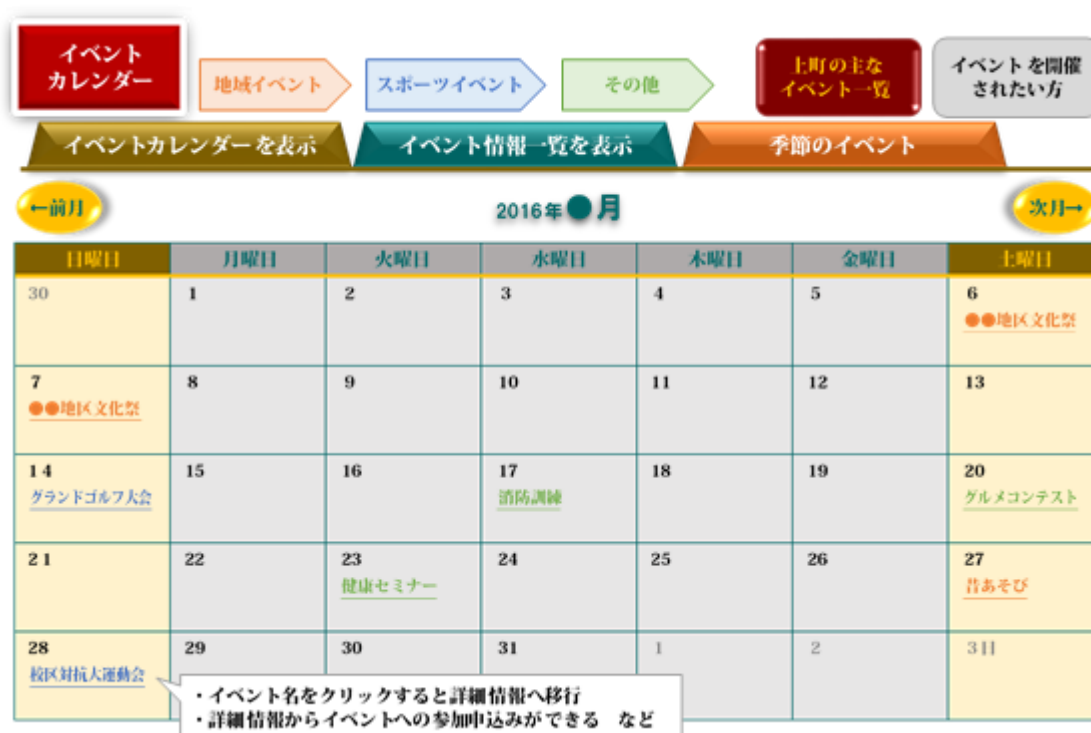 イベント
カレンダー
地域イベント
スポーツイベント
その他
上町の主な
イベント一覧
イベントを開催
されたい方
イベントカレンダーを表示
イベント情報一覧を表示
季節のイベント
←前月
2016年●月
次月→
日曜日 月曜日 火曜日 水曜日 木曜日 金曜日 土曜日
30 1 2 3 4 5 6
●●地区文化祭
7 8 9 10 11 12 13
●●地区文化祭
14 15 16 17 18 19 20
グランドゴルフ大会 消防訓練 グルメコンテスト
21 22 23 24 25 26 27
健康セミナー 昔あそび
28 29 30 31 1 2 3日
校区対抗大運動会
・イベント名をクリックすると詳細情報へ移行
・詳細情報からイベントへの参加申込みができる など